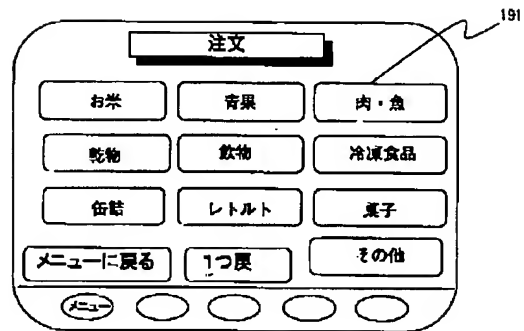 191
注文
お米 青果 肉・魚
乾物 飲物 冷凍食品
缶詰 レトルト 菓子
メニューに戻る 1つ戻 その他
メニュー